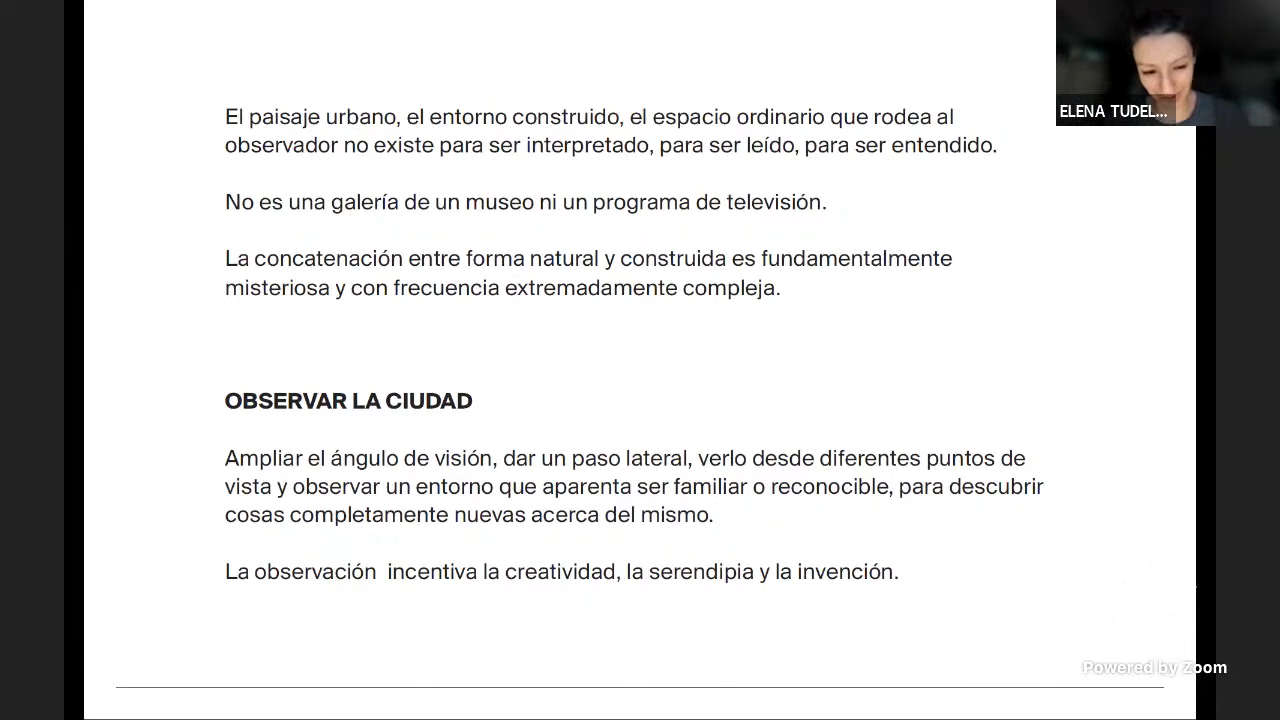 El paisaje urbano, el entorno construido, el espacio ordinario que rodea al
observador no existe para ser interpretado, para ser leído, para ser entendido.
No es una galería de un museo ni un programa de televisión.
La concatenación entre forma natural y construida es fundamentalmente
misteriosa y con frecuencia extremadamente compleja.
OBSERVAR LA CIUDAD
Ampliar el ángulo de visión, dar un paso lateral, verlo desde diferentes puntos de
vista y observar un entorno que aparenta ser familiar o reconocible, para descubrir
cosas completamente nuevas acerca del mismo.
La observación  incentiva la creatividad, la serendipia y la invención.
ELENA TUDEL...
Powered by Zoom